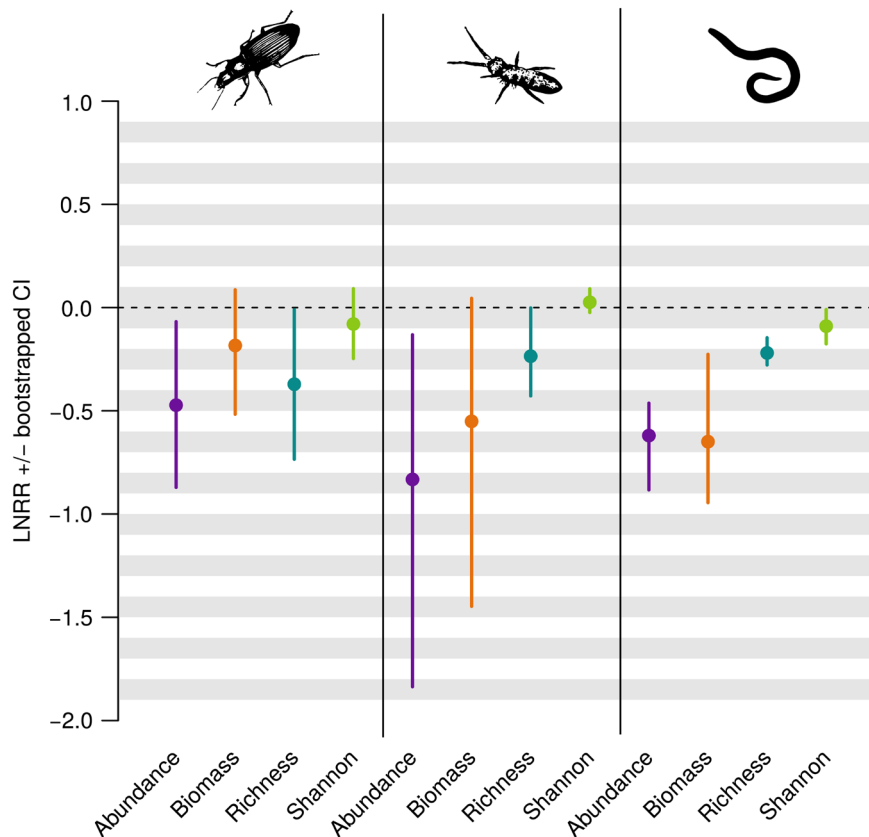 1.0
0.5
0.0
−0.5
−1.0
−1.5
−2.0
LNRR +/− bootstrapped CI
Abundance
Biomass
Richness
Shannon
Abundance
Biomass
Richness
Shannon
Abundance
Biomass
Richness
Shannon